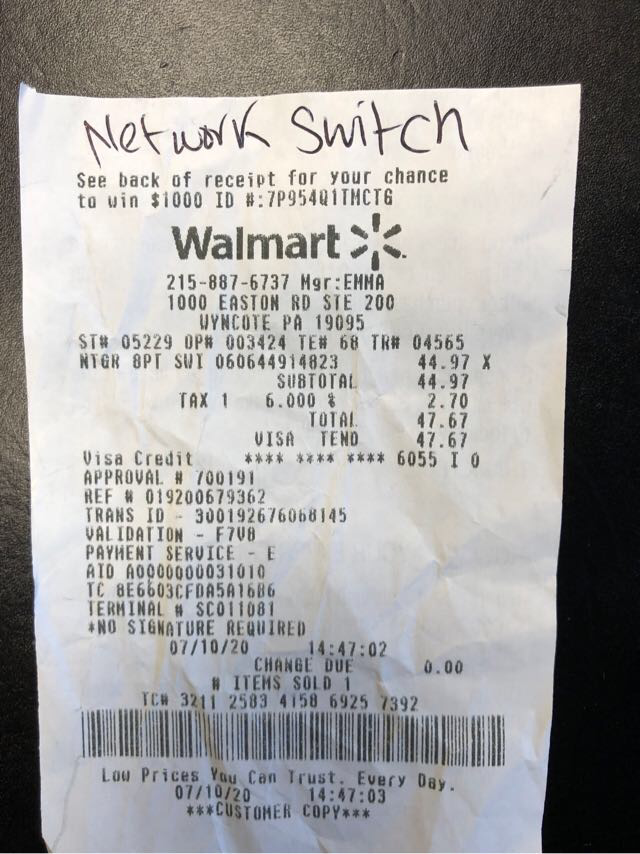 Network Switch
See back of receipt for your chance
to win $1000 ID #:7P954Q1TMCTG
Walmart
215-887-6737 Mgr:EMMA
1000 EASTON RD STE 200
WYNCOTE PA 19095
ST# 05229 OP# 003424 TE# 68 TR# 04565
NTGR 8PT SWI 060644914823 44.97 X
SUBTOTAL 44.97
TAX 1 6.000 % 2.70
TOTAL 47.67
VISA TEND 47.67
Visa Credit **** **** **** 6055 I 0
APPROVAL # 700191
REF # 019200679362
TRANS ID - 300192676068145
VALIDATION - F7V8
PAYMENT SERVICE - E
AID A0000000031010
TC 8E6603CFDA5A16B6
TERMINAL # SC011081
*NO SIGNATURE REQUIRED
07/10/20 14:47:02
CHANGE DUE 0.00
# ITEMS SOLD 1
TC# 3211 2583 4158 6925 7392
Low Prices You Can Trust. Every Day.
07/10/20 14:47:03
***CUSTOMER COPY***